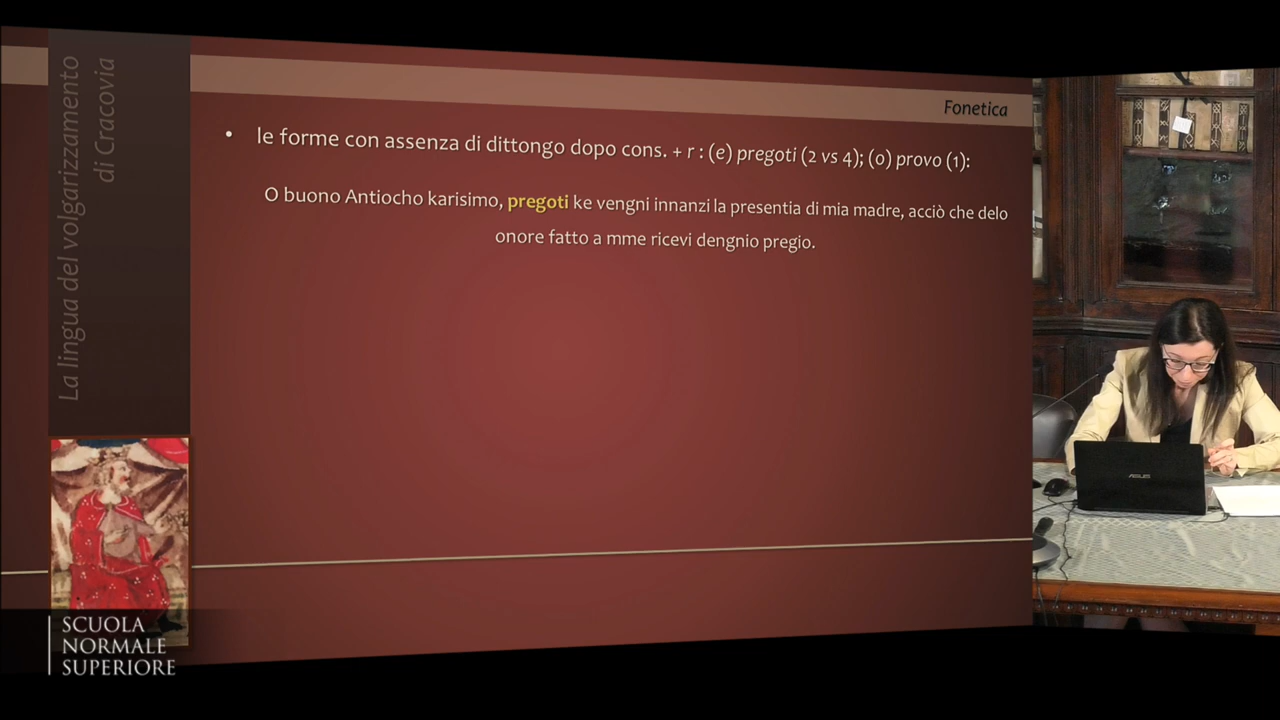 La lingua del volgarizzamento
di Cracovia
Fonetica
• le forme con assenza di dittongo dopo cons. + r : (e) pregoti (2 vs 4); (o) provo (1):
O buono Antiocho karisimo, pregoti ke vengni innanzi la presentia di mia madre, acciò che delo
onore fatto a mme ricevi dengnio pregio.
ASUS
SCUOLA
NORMALE
SUPERIORE